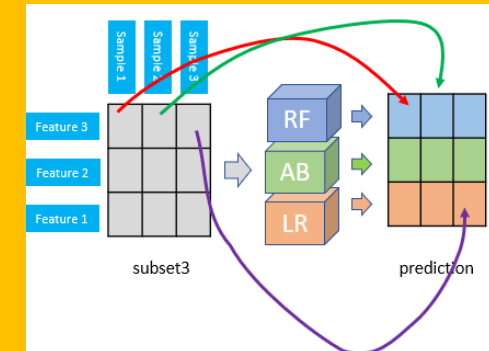 Sample 1
Sample 2
Sample 3
Feature 3
Feature 2
Feature 1
RF
AB
LR
subset3
prediction